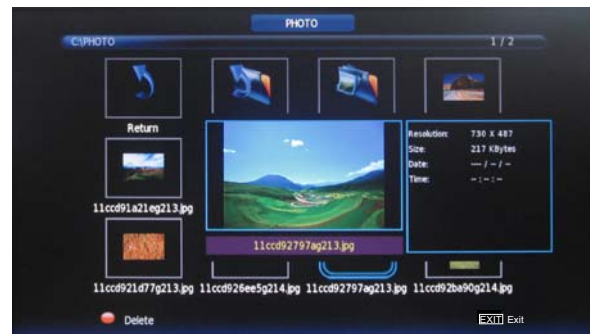 PHOTO
C:\PHOTO
1 / 2
Return
Resolution: 730 X 487
Size: 217 KBytes
Date: ---- / -- / --
Time: -- : -- : --
11ccd91a21eg213.jpg
11ccd92797ag213.jpg
11ccd921d77g213.jpg 11ccd926ee5g214.jpg 11ccd92797ag213.jpg 11ccd92ba90g214.jpg
Delete
EXIT Exit